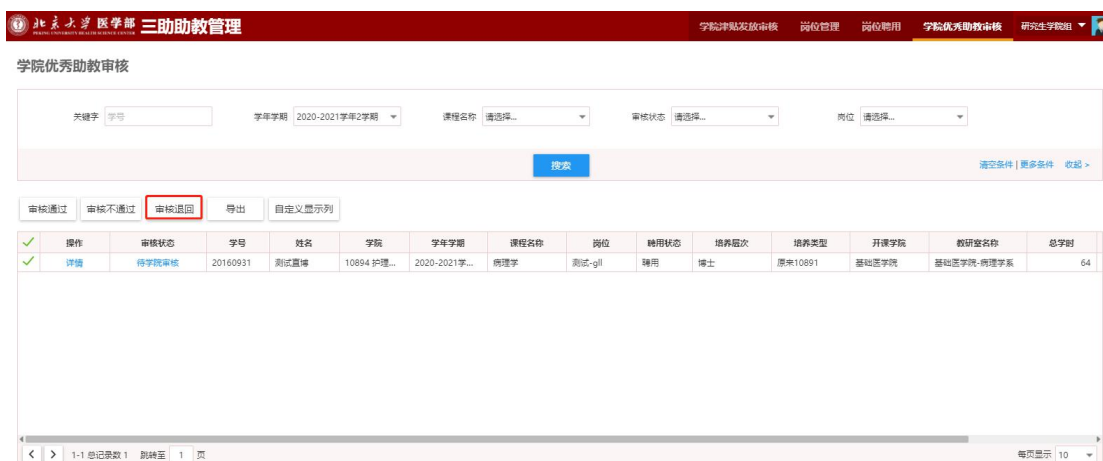 北京大学 医学部 三助助教管理 学院津贴发放审核 岗位管理 岗位聘用 学院优秀助教审核 研究生学院组
PEKING UNIVERSITY HEALTH SCIENCE CENTER
学院优秀助教审核
关键字 学号 学年学期 2020-2021学年2学期 课程名称 请选择... 审核状态 请选择... 岗位 请选择...
搜索 清空条件 | 更多条件 收起 >
审核通过 审核不通过 审核退回 导出 自定义显示列
操作 审核状态 学号 姓名 学院 学年学期 课程名称 岗位 聘用状态 培养层次 培养类型 开课学院 教研室名称 总学时
详情 待学院审核 20160931 测试直博 10894 护理... 2020-2021学... 病理学 测试-gll 聘用 博士 原来10891 基础医学院 基础医学院-病理学系 64
1-1 总记录数 1 跳转至 1 页 每页显示 10